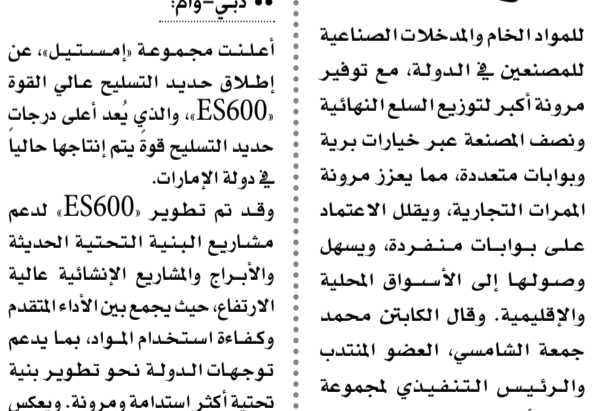 للمواد الخام والمدخلات الصناعية
للمصنعين في الدولة، مع توفير
مرونة أكبر لتوزيع السلع النهائية
ونصف المصنعة عبر خيارات برية
وبوابات متعددة، مما يعزز مرونة
الممرات التجارية، ويقلل الاعتماد
على بوابات منفردة، ويسهل
وصولها إلى الأسواق المحلية
والإقليمية. وقال الكابتن محمد
جمعة الشامسي، العضو المنتدب
والرئيس التنفيذي لمجموعة
•• دبي-وام:
أعلنت مجموعة «إمستيل»، عن
إطلاق حديد التسليح عالي القوة
«ES600»، والذي يُعد أعلى درجات
حديد التسليح قوةً يتم إنتاجها حالياً
في دولة الإمارات.
وقد تم تطوير «ES600» لدعم
مشاريع البنية التحتية الحديثة
والأبراج والمشاريع الإنشائية عالية
الارتفاع، حيث يجمع بين الأداء المتقدم
وكفاءة استخدام المواد، بما يدعم
توجهات الدولة نحو تطوير بنية
تحتية أكثر استدامة ومرونة. ويعكس